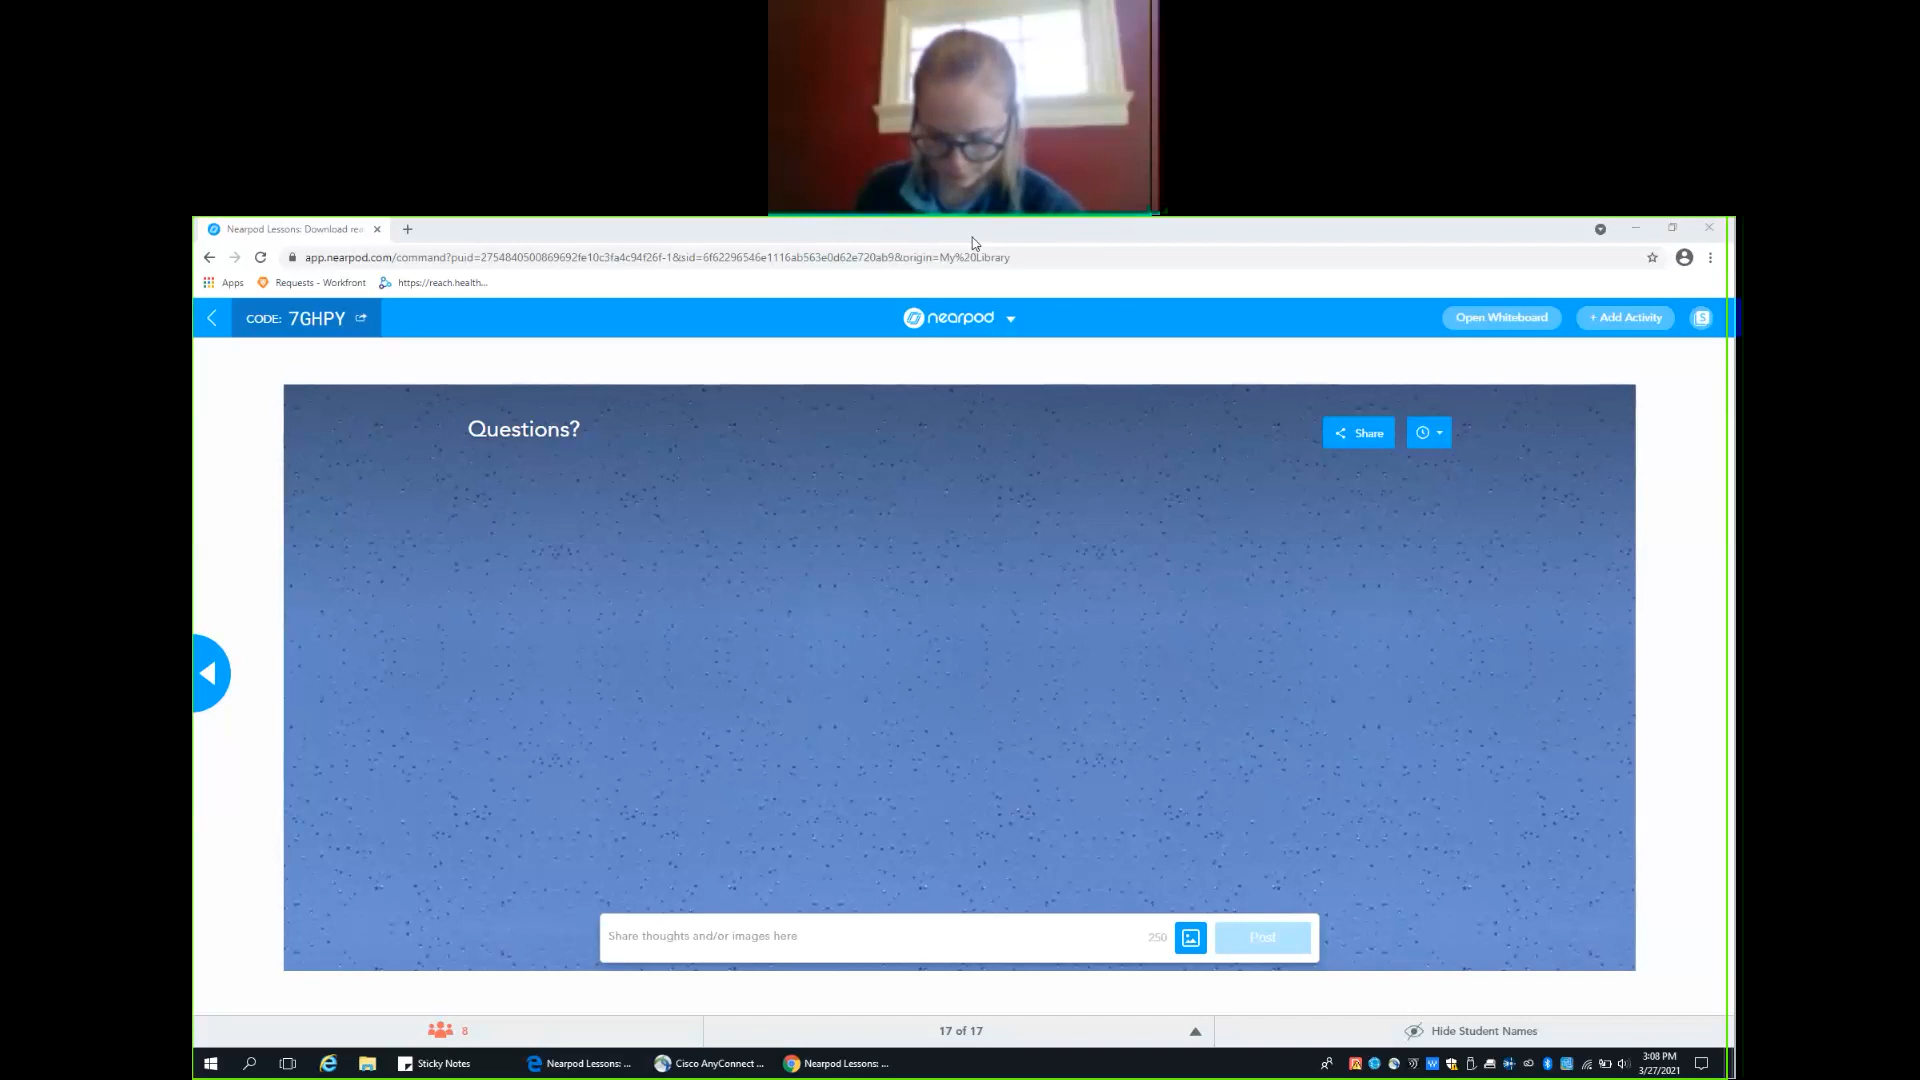 Nearpod Lessons: Download rea
app.nearpod.com/command?puid=2754840500869692fe10c3fa4c94f26f-1&sid=6f62296546e1116ab563e0d62e720ab9&origin=My%20Library
Apps Requests - Workfront https://reach.health...
CODE: 7GHPY nearpod Open Whiteboard + Add Activity S
Questions? Share
Share thoughts and/or images here 250 Post
8 17 of 17 Hide Student Names
Sticky Notes Nearpod Lessons: ... Cisco AnyConnect ... Nearpod Lessons: ... 3:08 PM
3/27/2021